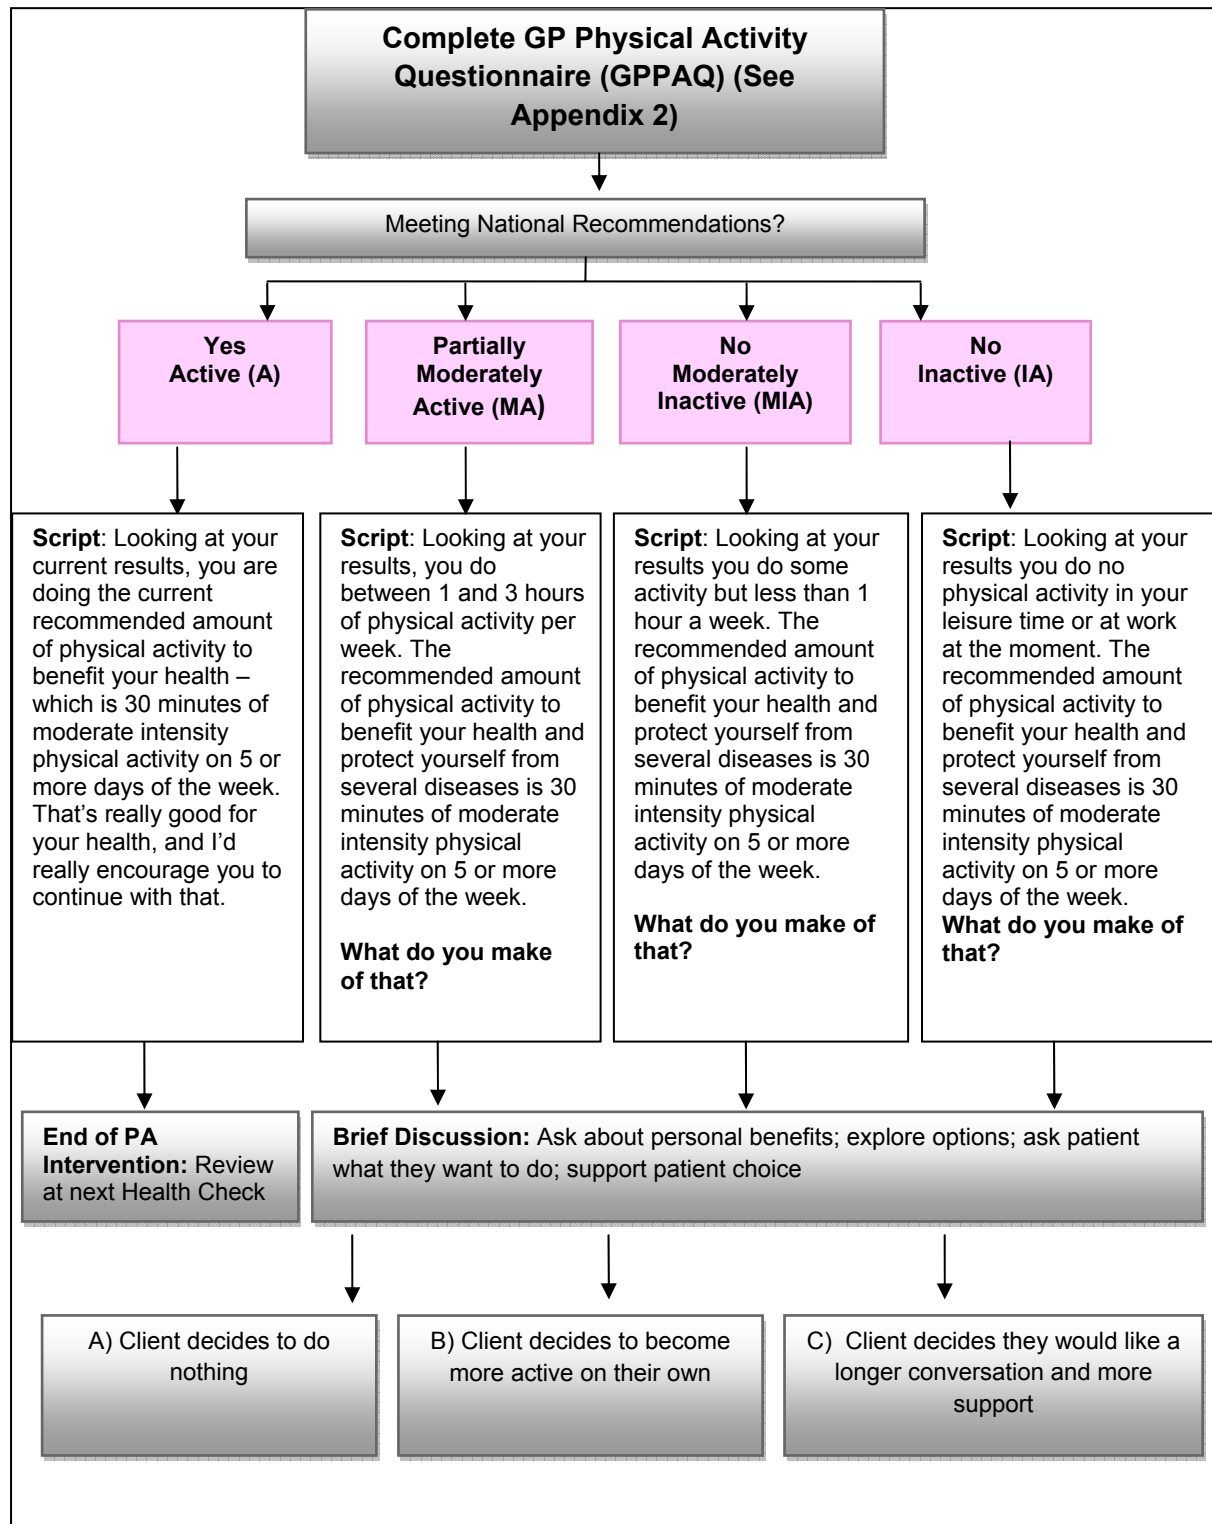 Complete GP Physical Activity
Questionnaire (GPPAQ) (See
Appendix 2)
Meeting National Recommendations?
Yes
Active (A)
Partially
Moderately
Active (MA)
No
Moderately
Inactive (MIA)
No
Inactive (IA)
Script: Looking at your
current results, you are
doing the current
recommended amount
of physical activity to
benefit your health –
which is 30 minutes of
moderate intensity
physical activity on 5 or
more days of the week.
That's really good for
your health, and I'd
really encourage you to
continue with that.
Script: Looking at your
results, you do
between 1 and 3 hours
of physical activity per
week. The
recommended amount
of physical activity to
benefit your health and
protect yourself from
several diseases is 30
minutes of moderate
intensity physical
activity on 5 or more
days of the week.
What do you make
of that?
Script: Looking at your
results you do some
activity but less than 1
hour a week. The
recommended amount
of physical activity to
benefit your health and
protect yourself from
several diseases is 30
minutes of moderate
intensity physical
activity on 5 or more
days of the week.
What do you make of
that?
Script: Looking at your
results you do no
physical activity in your
leisure time or at work
at the moment. The
recommended amount
of physical activity to
benefit your health and
protect yourself from
several diseases is 30
minutes of moderate
intensity physical
activity on 5 or more
days of the week.
What do you make of
that?
End of PA
Intervention: Review
at next Health Check
Brief Discussion: Ask about personal benefits; explore options; ask patient
what they want to do; support patient choice
A) Client decides to do
nothing
B) Client decides to become
more active on their own
C) Client decides they would like a
longer conversation and more
support